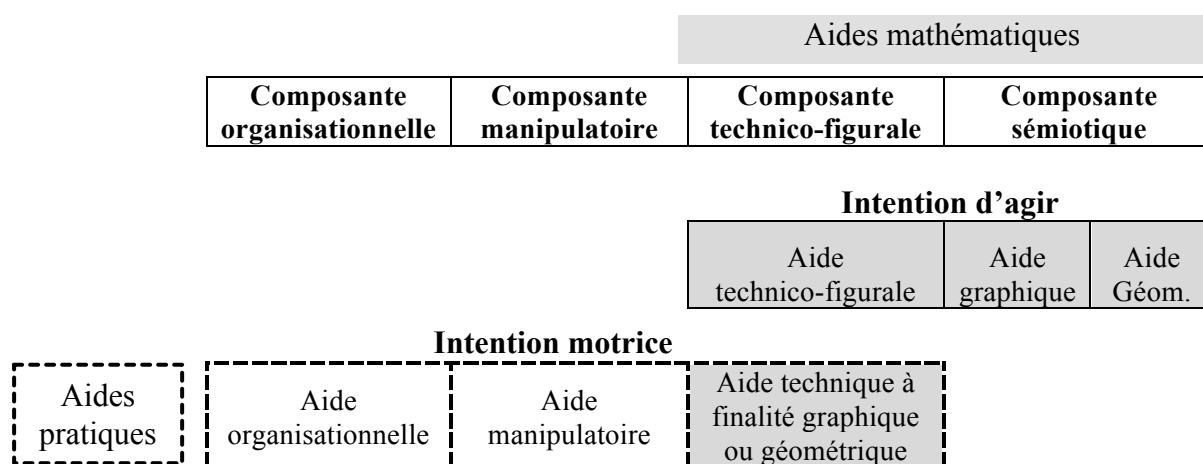 Aides mathématiques
Composante
organisationnelle
Composante
manipulatoire
Composante
technico-figurale
Composante
sémiotique
Intention d’agir
Aide
technico-figurale
Aide
graphique
Aide
Géom.
Intention motrice
Aides
pratiques
Aide
organisationnelle
Aide
manipulatoire
Aide technique à
finalité graphique
ou géométrique